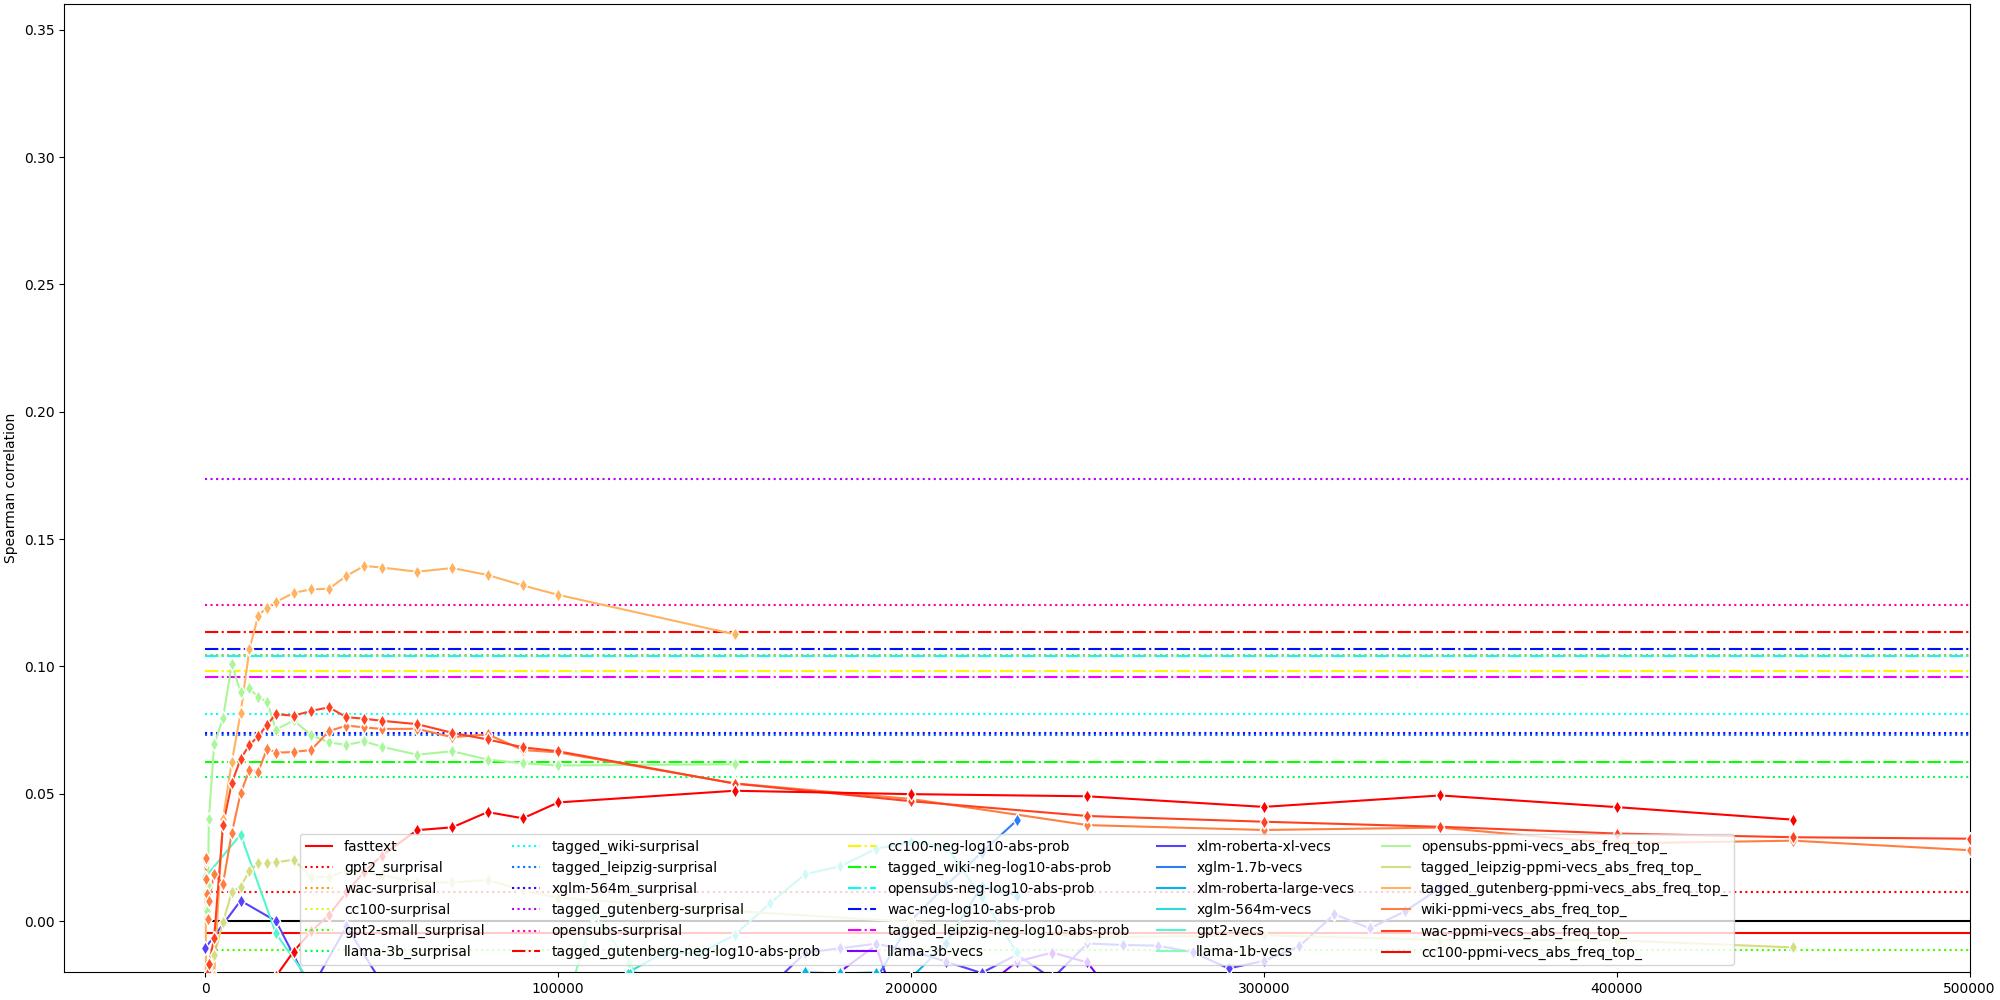 0.35
0.30
0.25
0.20
0.15
0.10
0.05
0.00
Spearman correlation
fasttext
gpt2_surprisal
wac-surprisal
cc100-surprisal
gpt2-small_surprisal
llama-3b_surprisal
tagged_wiki-surprisal
tagged_leipzig-surprisal
xglm-564m_surprisal
tagged_gutenberg-surprisal
opensubs-surprisal
tagged_gutenberg-neg-log10-abs-prob
cc100-neg-log10-abs-prob
tagged_wiki-neg-log10-abs-prob
opensubs-neg-log10-abs-prob
wac-neg-log10-abs-prob
tagged_leipzig-neg-log10-abs-prob
llama-3b-vecs
xlm-roberta-xl-vecs
xglm-1.7b-vecs
xlm-roberta-large-vecs
xglm-564m-vecs
gpt2-vecs
llama-1b-vecs
opensubs-ppmi-vecs_abs_freq_top_
tagged_leipzig-ppmi-vecs_abs_freq_top_
tagged_gutenberg-ppmi-vecs_abs_freq_top_
wiki-ppmi-vecs_abs_freq_top_
wac-ppmi-vecs_abs_freq_top_
cc100-ppmi-vecs_abs_freq_top_
0 100000 200000 300000 400000 500000